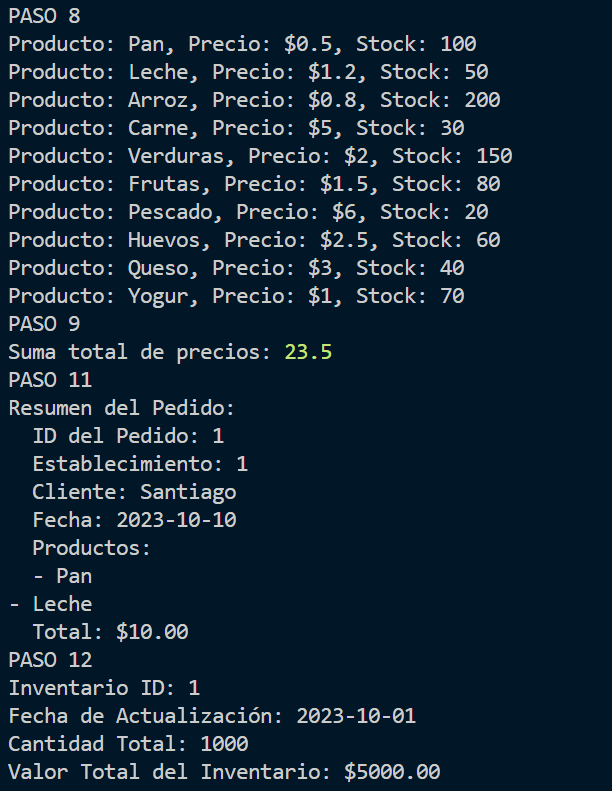 PASO 8
Producto: Pan, Precio: $0.5, Stock: 100
Producto: Leche, Precio: $1.2, Stock: 50
Producto: Arroz, Precio: $0.8, Stock: 200
Producto: Carne, Precio: $5, Stock: 30
Producto: Verduras, Precio: $2, Stock: 150
Producto: Frutas, Precio: $1.5, Stock: 80
Producto: Pescado, Precio: $6, Stock: 20
Producto: Huevos, Precio: $2.5, Stock: 60
Producto: Queso, Precio: $3, Stock: 40
Producto: Yogur, Precio: $1, Stock: 70
PASO 9
Suma total de precios: 23.5
PASO 11
Resumen del Pedido:
  ID del Pedido: 1
  Establecimiento: 1
  Cliente: Santiago
  Fecha: 2023-10-10
  Productos:
  - Pan
- Leche
  Total: $10.00
PASO 12
Inventario ID: 1
Fecha de Actualización: 2023-10-01
Cantidad Total: 1000
Valor Total del Inventario: $5000.00